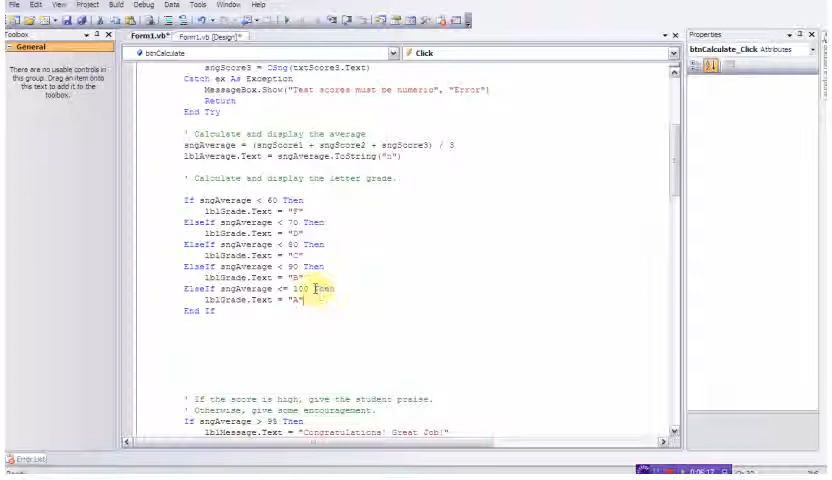 File Edit View Project Build Debug Data Tools Window Help
Toolbox
Form1.vb* Form1.vb [Design]*
Properties
General
btnCalculate
Click
btnCalculate_Click Attributes
There are no usable controls in
this group. Drag an item onto
this text to add it to the
toolbox.
sngScore3 = CSng(txtScore3.Text)
Catch ex As Exception
MessageBox.Show("Test scores must be numeric", "Error")
Return
End Try
' Calculate and display the average
sngAverage = (sngScore1 + sngScore2 + sngScore3) / 3
lblAverage.Text = sngAverage.ToString("n")
' Calculate and display the letter grade.
If sngAverage < 60 Then
lblGrade.Text = "F"
ElseIf sngAverage < 70 Then
lblGrade.Text = "D"
ElseIf sngAverage < 80 Then
lblGrade.Text = "C"
ElseIf sngAverage < 90 Then
lblGrade.Text = "B"
ElseIf sngAverage <= 100 Then
lblGrade.Text = "A"
End If
' If the score is high, give the student praise.
' Otherwise, give some encouragement.
If sngAverage > 95 Then
lblMessage.Text = "Congratulations! Great Job!"
Error List
0:06:17